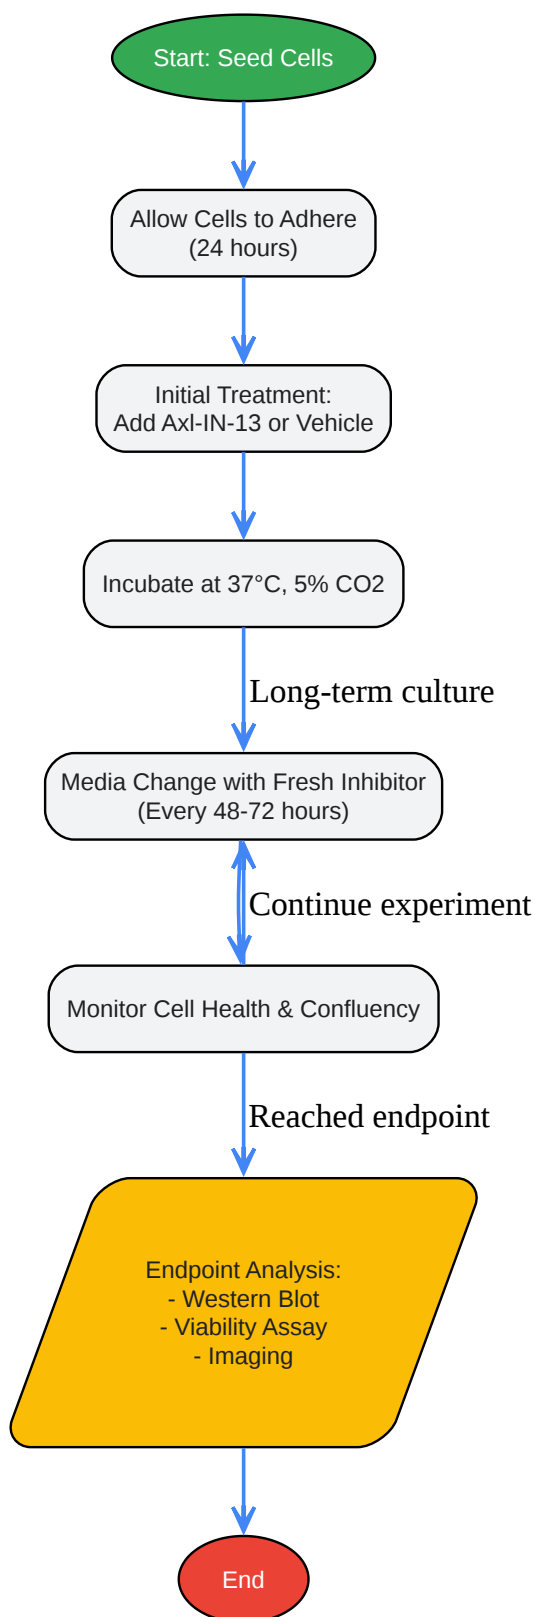 Start: Seed Cells
Allow Cells to Adhere
(24 hours)
Initial Treatment:
Add Axl-IN-13 or Vehicle
Incubate at 37°C, 5% CO2
Long-term culture
Media Change with Fresh Inhibitor
(Every 48-72 hours)
Continue experiment
Monitor Cell Health & Confluency
Reached endpoint
Endpoint Analysis:
- Western Blot
- Viability Assay
- Imaging
End